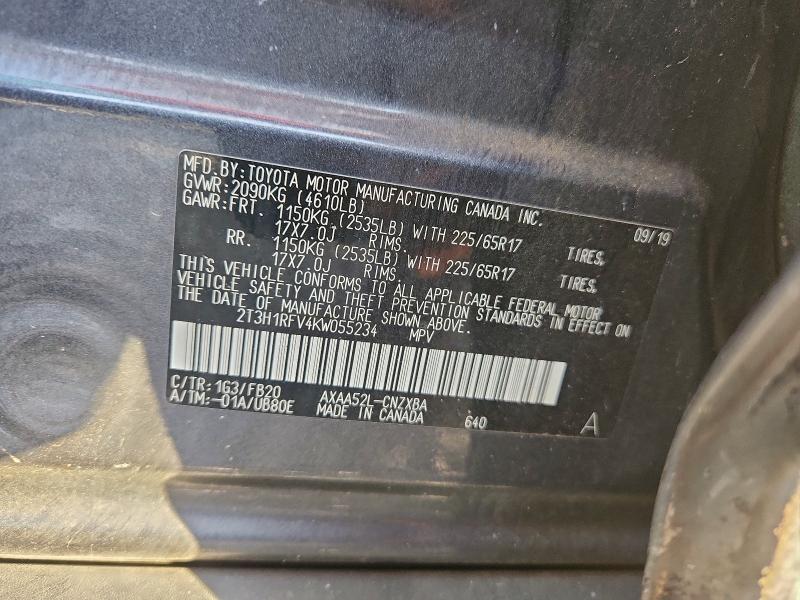 MFD.BY:TOYOTA MOTOR MANUFACTURING CANADA INC. 09/19
GVWR:2090KG (4610LB)
GAWR:FRT. 1150KG (2535LB) WITH 225/65R17 TIRES,
17X7.0J RIMS.
RR. 1150KG (2535LB) WITH 225/65R17 TIRES,
17X7.0J RIMS.
THIS VEHICLE CONFORMS TO ALL APPLICABLE FEDERAL MOTOR
VEHICLE SAFETY AND THEFT PREVENTION STANDARDS IN EFFECT ON
THE DATE OF MANUFACTURE SHOWN ABOVE.
2T3H1RFV4KW055234 MPV
C/TR:1G3/FB20 AXAA52L-CNZXBA
A/TM:-01A/UB80E MADE IN CANADA 640 A